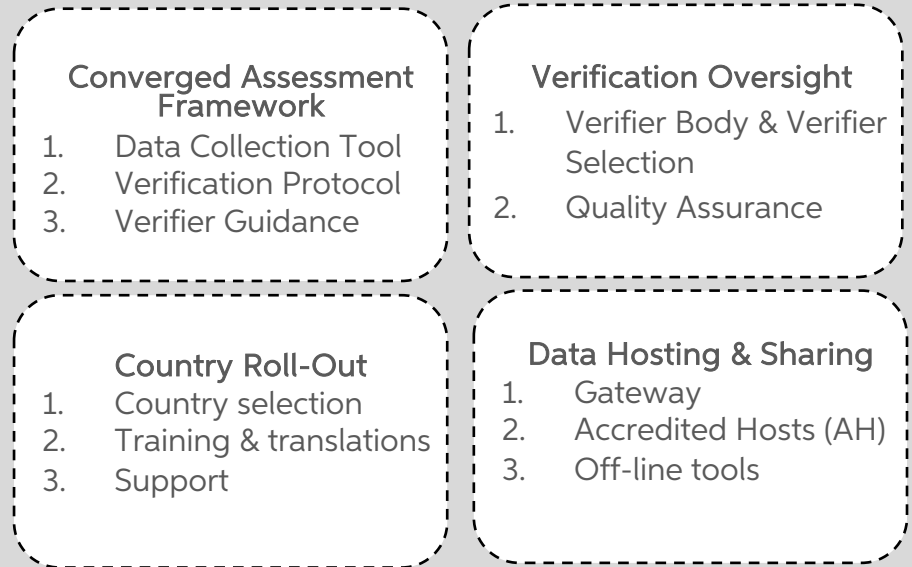 Converged Assessment
Framework
1. Data Collection Tool
2. Verification Protocol
3. Verifier Guidance
Verification Oversight
1. Verifier Body & Verifier
Selection
2. Quality Assurance
Country Roll-Out
1. Country selection
2. Training & translations
3. Support
Data Hosting & Sharing
1. Gateway
2. Accredited Hosts (AH)
3. Off-line tools